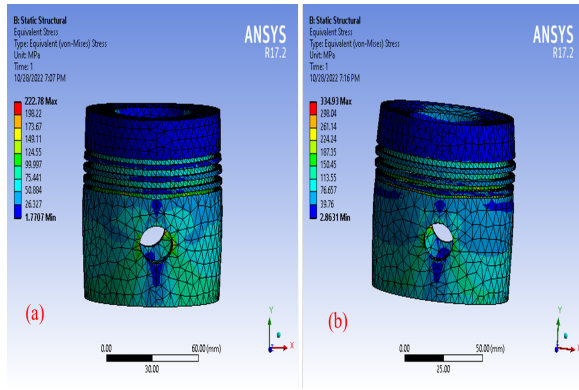 B: Static Structural
Equivalent Stress
Type: Equivalent (von-Mises) Stress
Unit: MPa
Time: 1
10/28/2022 7:07 PM
ANSYS
R17.2
222.78 Max
198.22
173.67
149.11
124.55
99.997
75.441
50.884
26.327
1.7707 Min
(a)
0.00
60.00 (mm)
30.00
Y
X
B: Static Structural
Equivalent Stress
Type: Equivalent (von-Mises) Stress
Unit: MPa
Time: 1
10/28/2022 7:16 PM
ANSYS
R17.2
334.93 Max
298.04
261.14
224.24
187.35
150.45
113.55
76.657
39.76
2.8631 Min
(b)
0.00
50.00 (mm)
25.00
Y
X